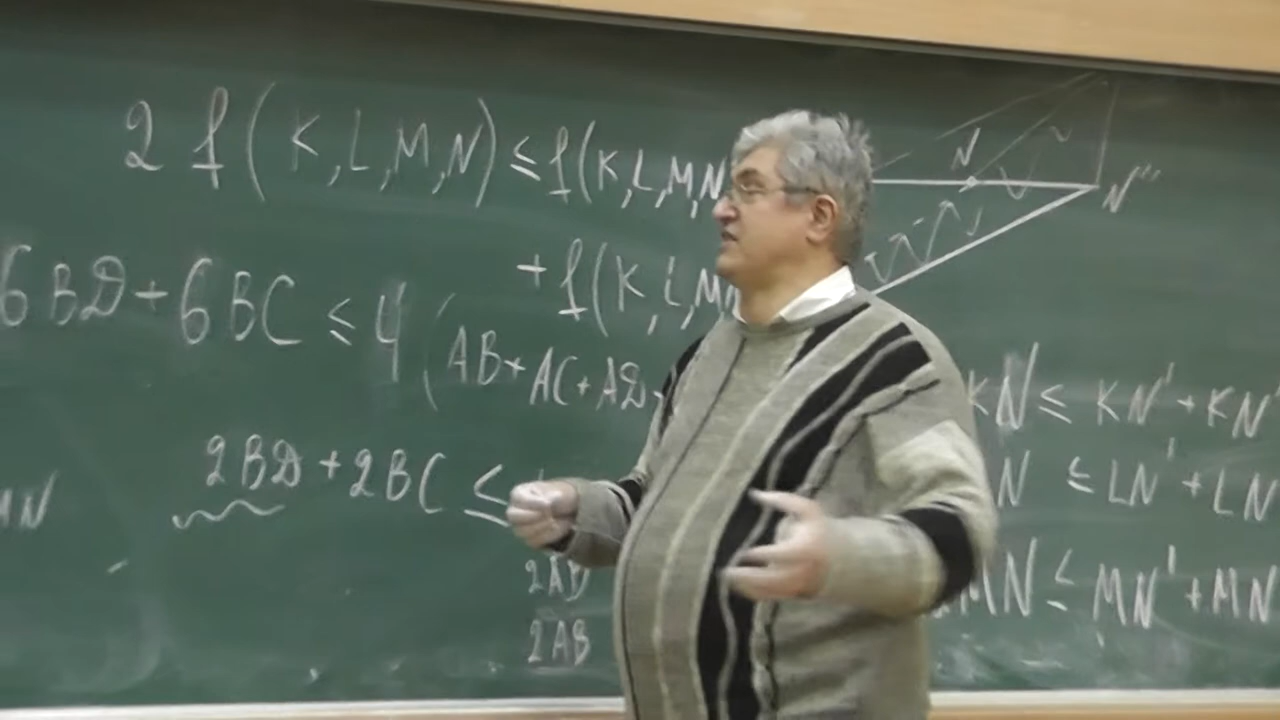 2 f(K,L,M,N) ≤ f(K,L,M,N
+ f(K,L,M
6BD+6BC ≤ 4(AB+AC+AD
2BD+2BC ≤
2AD
2AB
MN
N
N''
KN ≤ KN'+KN
N ≤ LN'+LN
MN ≤ MN'+MN